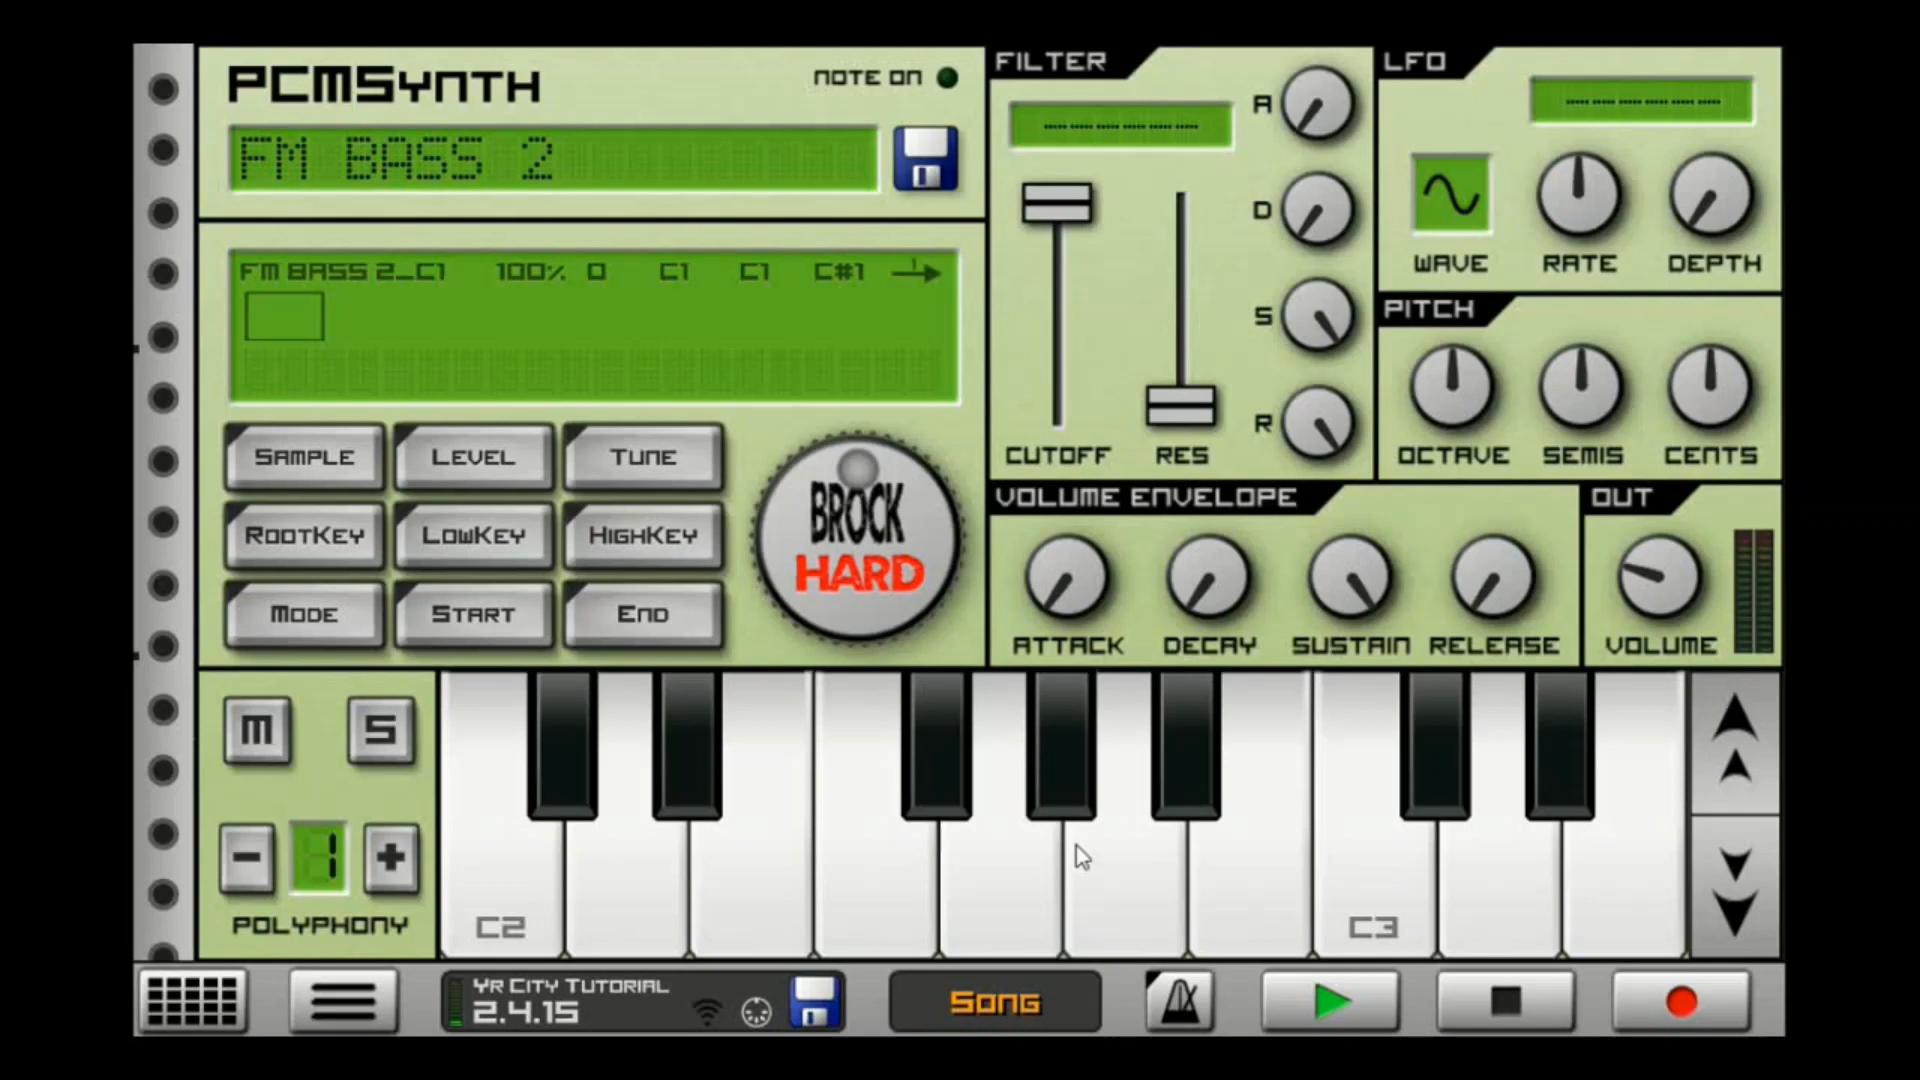 PCMSynth
NOTE ON
FM BASS 2
FM BASS 2_C1 100% 0 C1 C1 C#1 1
SAMPLE LEVEL TUNE
ROOTKEY LOWKEY HIGHKEY
MODE START END
BROCK
HARD
FILTER
------
A
D
S
R
CUTOFF RES
LFO
------
WAVE RATE DEPTH
PITCH
OCTAVE SEMIS CENTS
VOLUME ENVELOPE
ATTACK DECAY SUSTAIN RELEASE
OUT
VOLUME
M S
- 1 +
POLYPHONY
C2 C3
YR CITY TUTORIAL
2.4.15
SONG